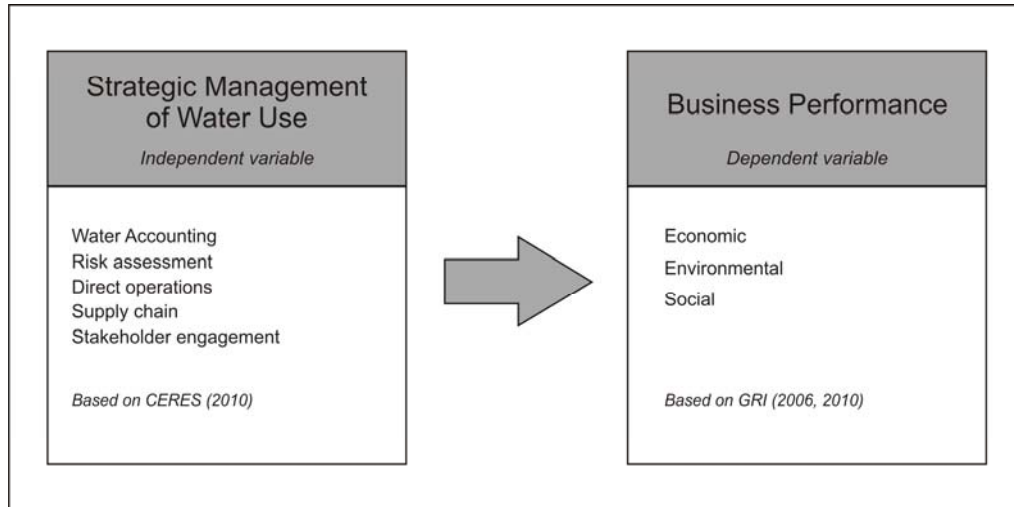 Strategic Management
of Water Use
Independent variable
Water Accounting
Risk assessment
Direct operations
Supply chain
Stakeholder engagement
Based on CERES (2010)
Business Performance
Dependent variable
Economic
Environmental
Social
Based on GRI (2006, 2010)